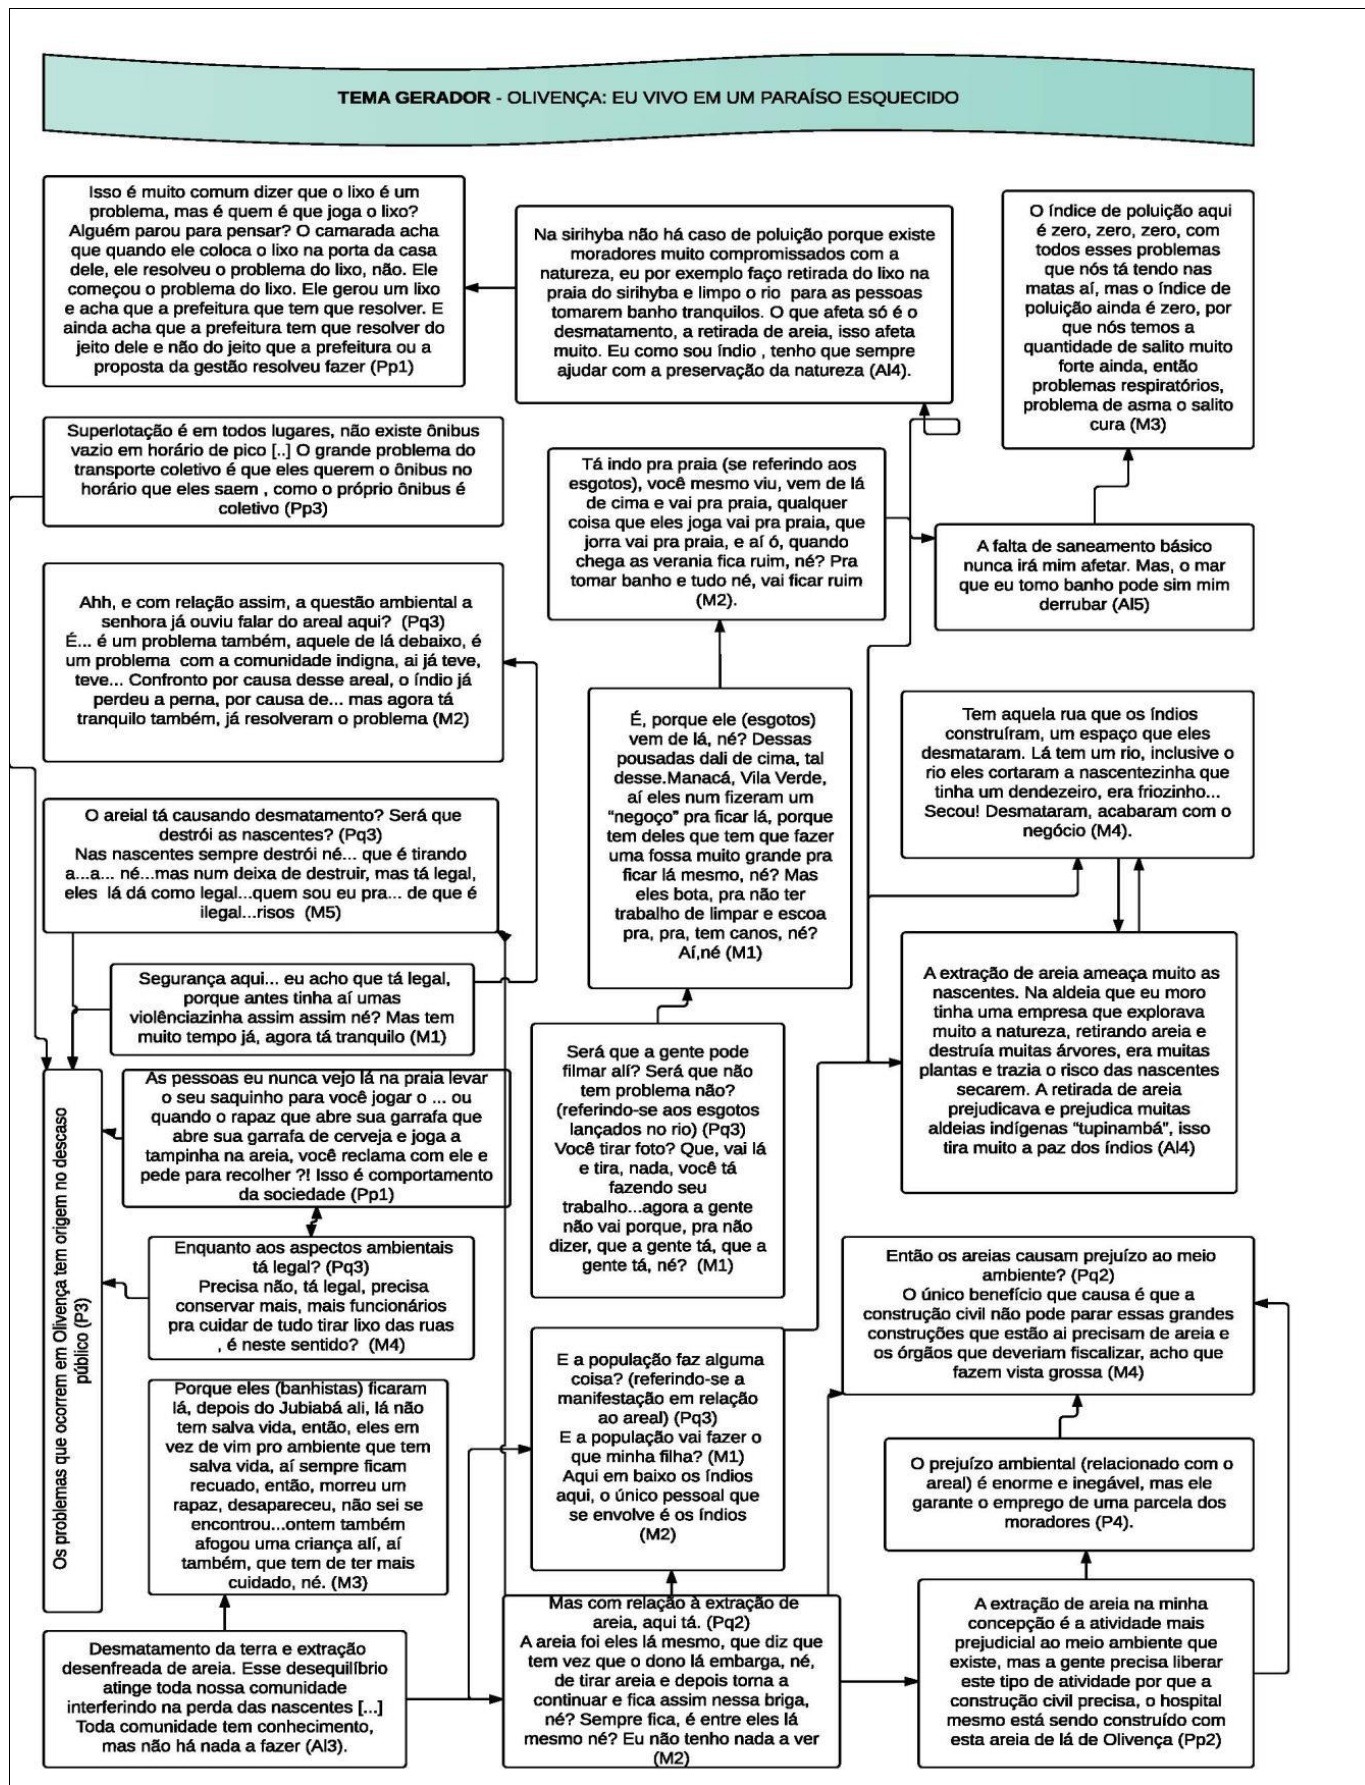 TEMA GERADOR - OLIVENÇA: EU VIVO EM UM PARAÍSO ESQUECIDO
Isso é muito comum dizer que o lixo é um
problema, mas é quem é que joga o lixo?
Alguém parou para pensar? O camarada acha
que quando ele coloca o lixo na porta da casa
dele, ele resolveu o problema do lixo, não. Ele
começou o problema do lixo. Ele gerou um lixo
e acha que a prefeitura que tem que resolver. E
ainda acha que a prefeitura tem que resolver do
jeito dele e não do jeito que a prefeitura ou a
proposta da gestão resolveu fazer (Pp1)
Na sirihyba não há caso de poluição porque existe
moradores muito compromissados com a
natureza, eu por exemplo faço retirada do lixo na
praia do sirihyba e limpo o rio para as pessoas
tomarem banho tranquilos. O que afeta só é o
desmatamento, a retirada de areia, isso afeta
muito. Eu como sou índio , tenho que sempre
ajudar com a preservação da natureza (Al4).
O índice de poluição aqui
é zero, zero, zero, com
todos esses problemas
que nós tá tendo nas
matas aí, mas o índice de
poluição ainda é zero, por
que nós temos a
quantidade de salito muito
forte ainda, então
problemas respiratórios,
problema de asma o salito
cura (M3)
Superlotação é em todos lugares, não existe ônibus
vazio em horário de pico [..] O grande problema do
transporte coletivo é que eles querem o ônibus no
horário que eles saem , como o próprio ônibus é
coletivo (Pp3)
Tá indo pra praia (se referindo aos
esgotos), você mesmo viu, vem de lá
de cima e vai pra praia, qualquer
coisa que eles joga vai pra praia, que
jorra vai pra praia, e aí ó, quando
chega as verania fica ruim, né? Pra
tomar banho e tudo né, vai ficar ruim
(M2).
A falta de saneamento básico
nunca irá mim afetar. Mas, o mar
que eu tomo banho pode sim mim
derrubar (Al5)
Ahh, e com relação assim, a questão ambiental a
senhora já ouviu falar do areal aqui? (Pq3)
É... é um problema também, aquele de lá debaixo, é
um problema com a comunidade indigna, ai já teve,
teve... Confronto por causa desse areal, o índio já
perdeu a perna, por causa de... mas agora tá
tranquilo também, já resolveram o problema (M2)
É, porque ele (esgotos)
vem de lá, né? Dessas
pousadas dali de cima, tal
desse.Manacá, Vila Verde,
aí eles num fizeram um
“negoço” pra ficar lá, porque
tem deles que tem que fazer
uma fossa muito grande pra
ficar lá mesmo, né? Mas
eles bota, pra não ter
trabalho de limpar e escoa
pra, pra, tem canos, né?
Aí,né (M1)
Tem aquela rua que os índios
construíram, um espaço que eles
desmataram. Lá tem um rio, inclusive o
rio eles cortaram a nascentezinha que
tinha um dendezeiro, era friozinho...
Secou! Desmataram, acabaram com o
negócio (M4).
O areial tá causando desmatamento? Será que
destrói as nascentes? (Pq3)
Nas nascentes sempre destrói né... que é tirando
a...a... né...mas num deixa de destruir, mas tá legal,
eles lá dá como legal...quem sou eu pra... de que é
ilegal...risos (M5)
Segurança aqui... eu acho que tá legal,
porque antes tinha aí umas
violênciazinha assim assim né? Mas tem
muito tempo já, agora tá tranquilo (M1)
A extração de areia ameaça muito as
nascentes. Na aldeia que eu moro
tinha uma empresa que explorava
muito a natureza, retirando areia e
destruía muitas árvores, era muitas
plantas e trazia o risco das nascentes
secarem. A retirada de areia
prejudicava e prejudica muitas
aldeias indígenas “tupinambá”, isso
tira muito a paz dos índios (Al4)
Será que a gente pode
filmar alí? Será que não
tem problema não?
(referindo-se aos esgotos
lançados no rio) (Pq3)
Você tirar foto? Que, vai lá
e tira, nada, você tá
fazendo seu
trabalho...agora a gente
não vai porque, pra não
dizer, que a gente tá, que a
gente tá, né? (M1)
Os problemas que ocorrem em Olivença tem origem no descaso
público (P3)
As pessoas eu nunca vejo lá na praia levar
o seu saquinho para você jogar o ... ou
quando o rapaz que abre sua garrafa que
abre sua garrafa de cerveja e joga a
tampinha na areia, você reclama com ele e
pede para recolher ?! Isso é comportamento
da sociedade (Pp1)
Enquanto aos aspectos ambientais
tá legal? (Pq3)
Precisa não, tá legal, precisa
conservar mais, mais funcionários
pra cuidar de tudo tirar lixo das ruas
, é neste sentido? (M4)
Então os areias causam prejuízo ao meio
ambiente? (Pq2)
O único benefício que causa é que a
construção civil não pode parar essas grandes
construções que estão ai precisam de areia e
os órgãos que deveriam fiscalizar, acho que
fazem vista grossa (M4)
E a população faz alguma
coisa? (referindo-se a
manifestação em relação
ao areal) (Pq3)
E a população vai fazer o
que minha filha? (M1)
Aqui em baixo os índios
aqui, o único pessoal que
se envolve é os índios
(M2)
Porque eles (banhistas) ficaram
lá, depois do Jubiabá ali, lá não
tem salva vida, então, eles em
vez de vim pro ambiente que tem
salva vida, aí sempre ficam
recuado, então, morreu um
rapaz, desapareceu, não sei se
encontrou...ontem também
afogou uma criança alí, aí
também, que tem de ter mais
cuidado, né. (M3)
O prejuízo ambiental (relacionado com o
areal) é enorme e inegável, mas ele
garante o emprego de uma parcela dos
moradores (P4).
Desmatamento da terra e extração
desenfreada de areia. Esse desequilíbrio
atinge toda nossa comunidade
interferindo na perda das nascentes [...]
Toda comunidade tem conhecimento,
mas não há nada a fazer (Al3).
Mas com relação à extração de
areia, aqui tá. (Pq2)
A areia foi eles lá mesmo, que diz que
tem vez que o dono lá embarga, né,
de tirar areia e depois torna a
continuar e fica assim nessa briga,
né? Sempre fica, é entre eles lá
mesmo né? Eu não tenho nada a ver
(M2)
A extração de areia na minha
concepção é a atividade mais
prejudicial ao meio ambiente que
existe, mas a gente precisa liberar
este tipo de atividade por que a
construção civil precisa, o hospital
mesmo está sendo construído com
esta areia de lá de Olivença (Pp2)